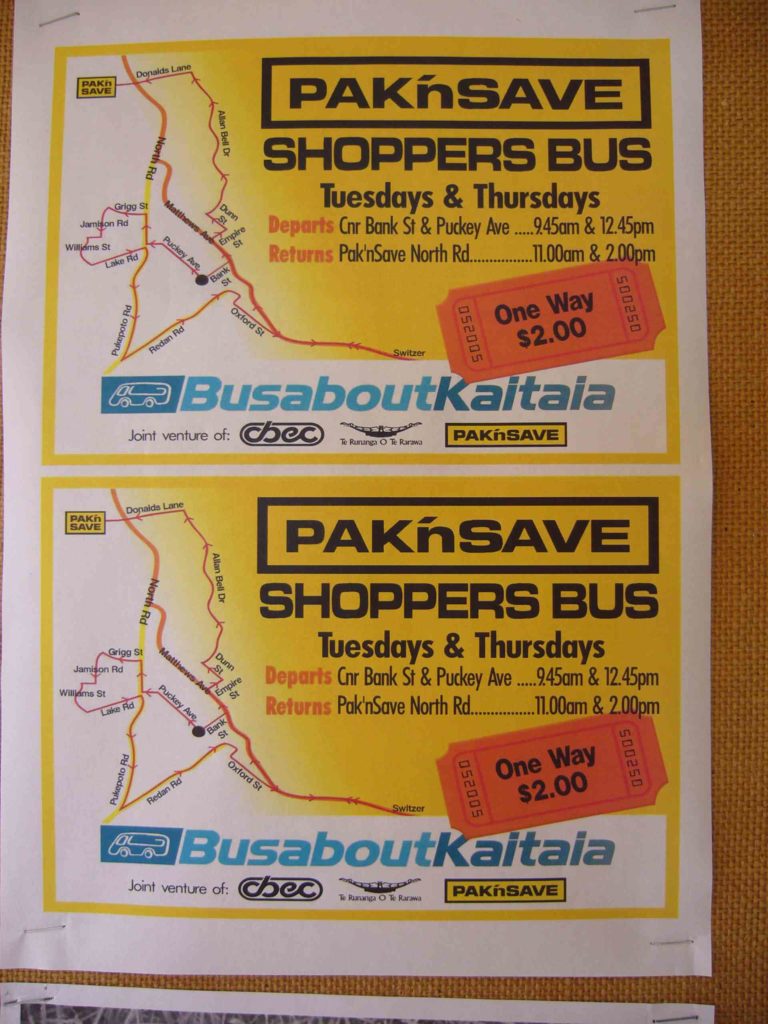 PAK'nSAVE
SHOPPERS BUS
Tuesdays & Thursdays
Departs Cnr Bank St & Puckey Ave .....9.45am & 12.45pm
Returns Pak'nSave North Rd.................11.00am & 2.00pm
One Way
$2.00
052005
500250
PAK'n
SAVE
Donalds Lane
Allan Bell Dr
North Rd
Matthews Ave
Dunn St
Empire St
Grigg St
Jamison Rd
Williams St
Lake Rd
Puckey Ave
Bank St
Pukepoto Rd
Redan Rd
Oxford St
Switzer
BusaboutKaitaia
Joint venture of: cbec Te Runanga O Te Rarawa PAK'nSAVE
PAK'nSAVE
SHOPPERS BUS
Tuesdays & Thursdays
Departs Cnr Bank St & Puckey Ave .....9.45am & 12.45pm
Returns Pak'nSave North Rd.................11.00am & 2.00pm
One Way
$2.00
052005
500250
PAK'n
SAVE
Donalds Lane
Allan Bell Dr
North Rd
Matthews Ave
Dunn St
Empire St
Grigg St
Jamison Rd
Williams St
Lake Rd
Puckey Ave
Bank St
Pukepoto Rd
Redan Rd
Oxford St
Switzer
BusaboutKaitaia
Joint venture of: cbec Te Runanga O Te Rarawa PAK'nSAVE